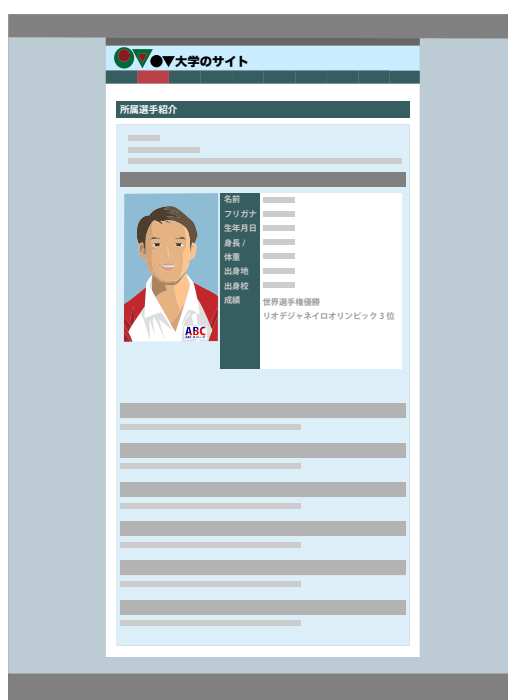 ●▼大学のサイト
所属選手紹介
名前
フリガナ
生年月日
身長 /
体重
出身地
出身校
成績
世界選手権優勝
リオデジャネイロオリンピック 3 位
ABC